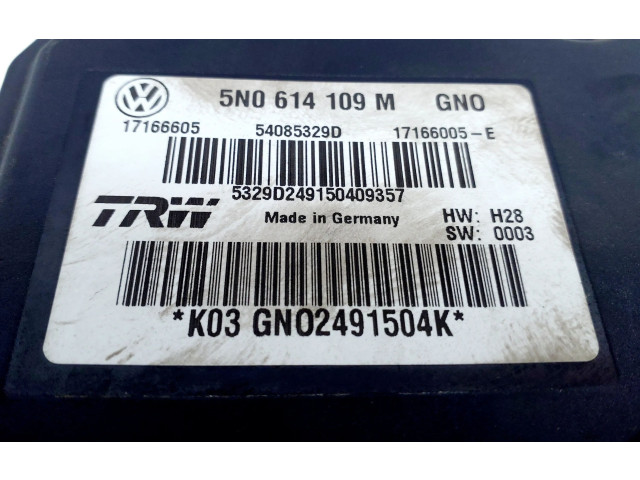 5N0 614 109 M GNO
17166605 54085329D 17166005-E
5329D249150409357
TRW Made in Germany HW: H28
SW: 0003
*K03 GNO2491504K*